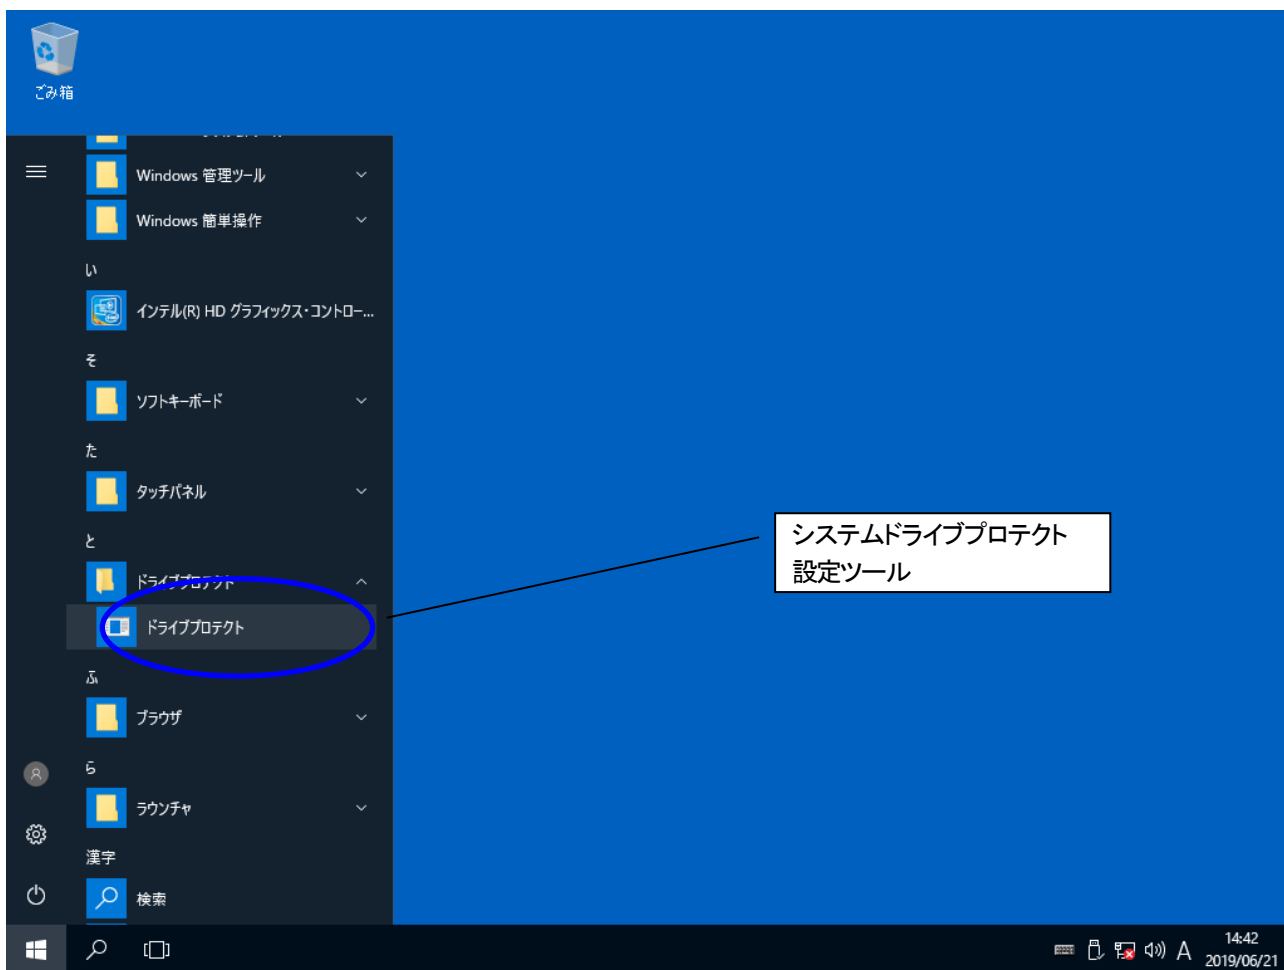 ごみ箱
Windows 管理ツール
Windows 簡単操作
い
インテル(R) HD グラフィックス・コントロー...
そ
ソフトキーボード
た
タッチパネル
と
ドライブプロテクト
ドライブプロテクト
システムドライブプロテクト
設定ツール
ふ
ブラウザ
ら
ラウンチャ
漢字
検索
A
14:42
2019/06/21